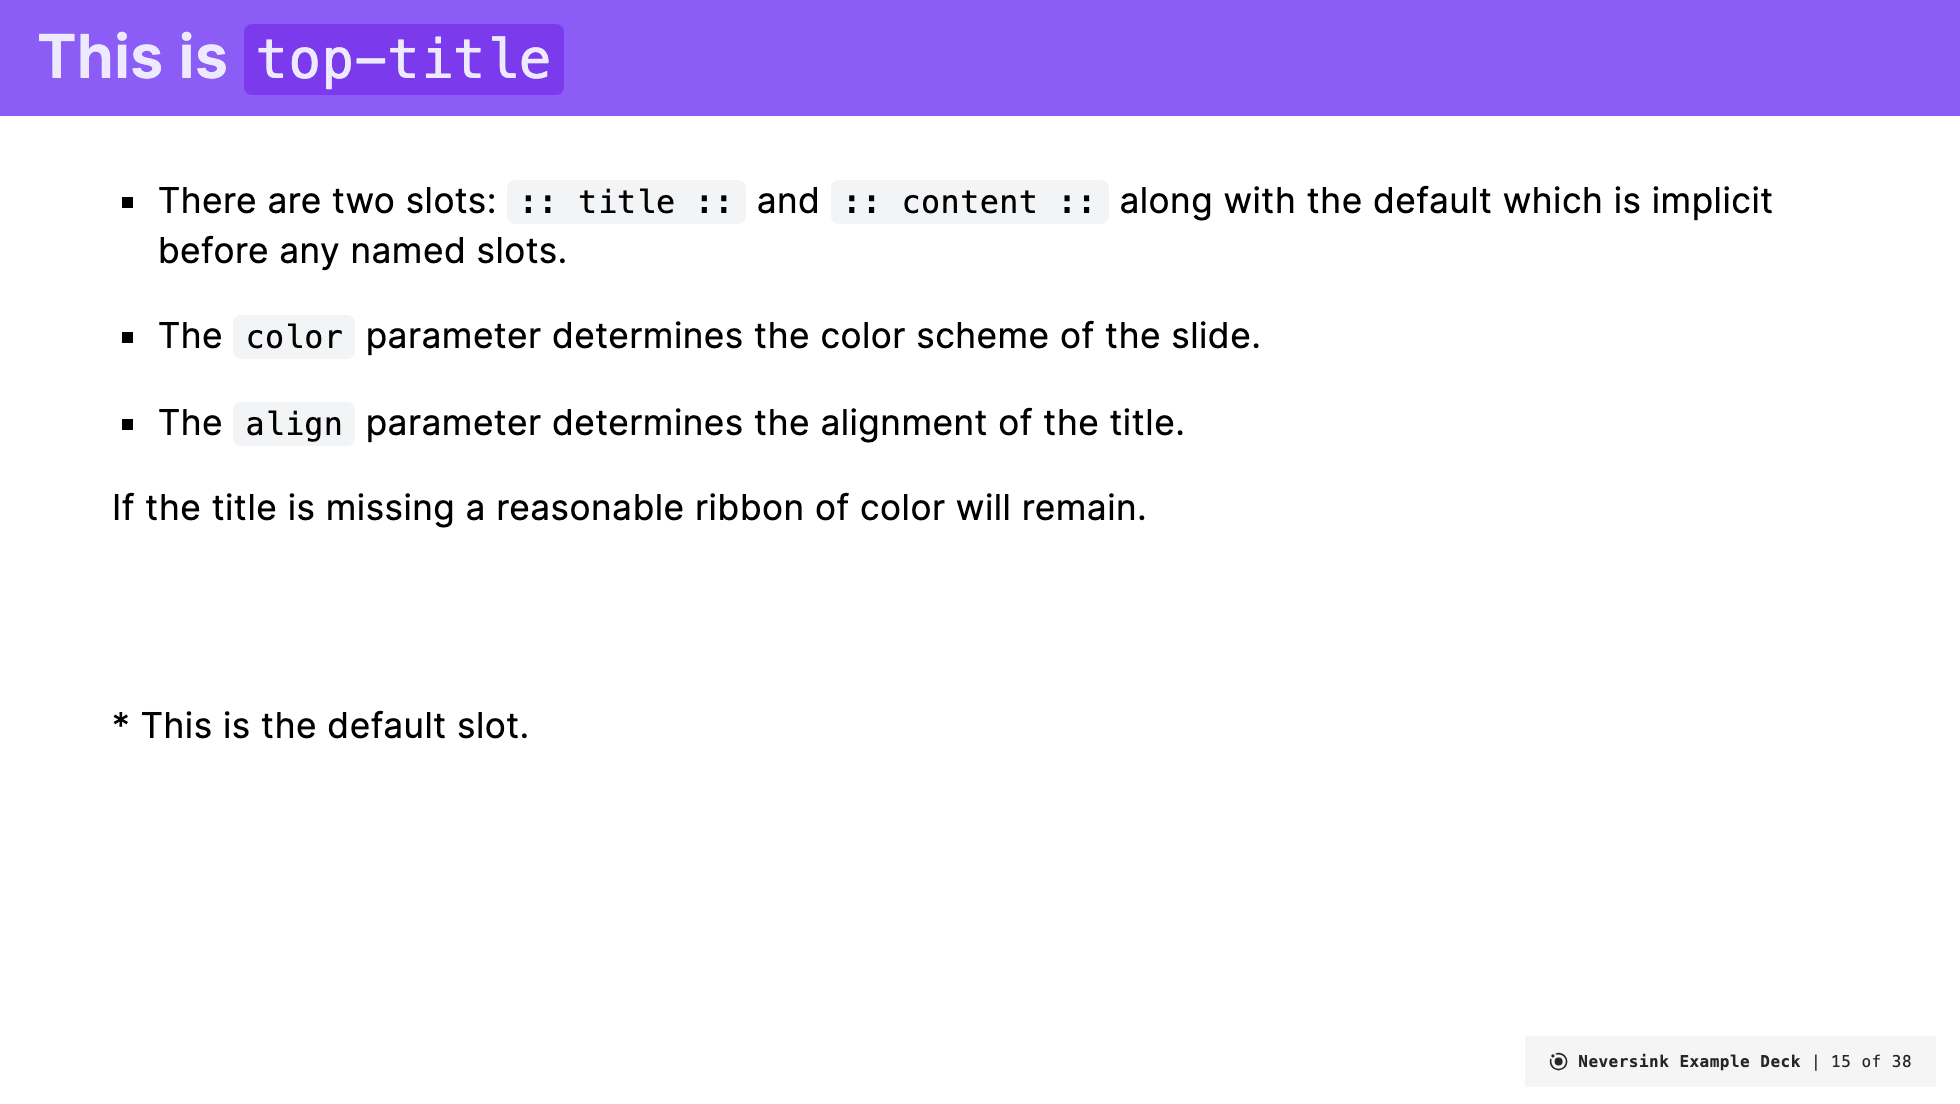 This is top-title
▪ There are two slots: :: title :: and :: content :: along with the default which is implicit
before any named slots.
▪ The color parameter determines the color scheme of the slide.
▪ The align parameter determines the alignment of the title.
If the title is missing a reasonable ribbon of color will remain.
* This is the default slot.
Neversink Example Deck | 15 of 38